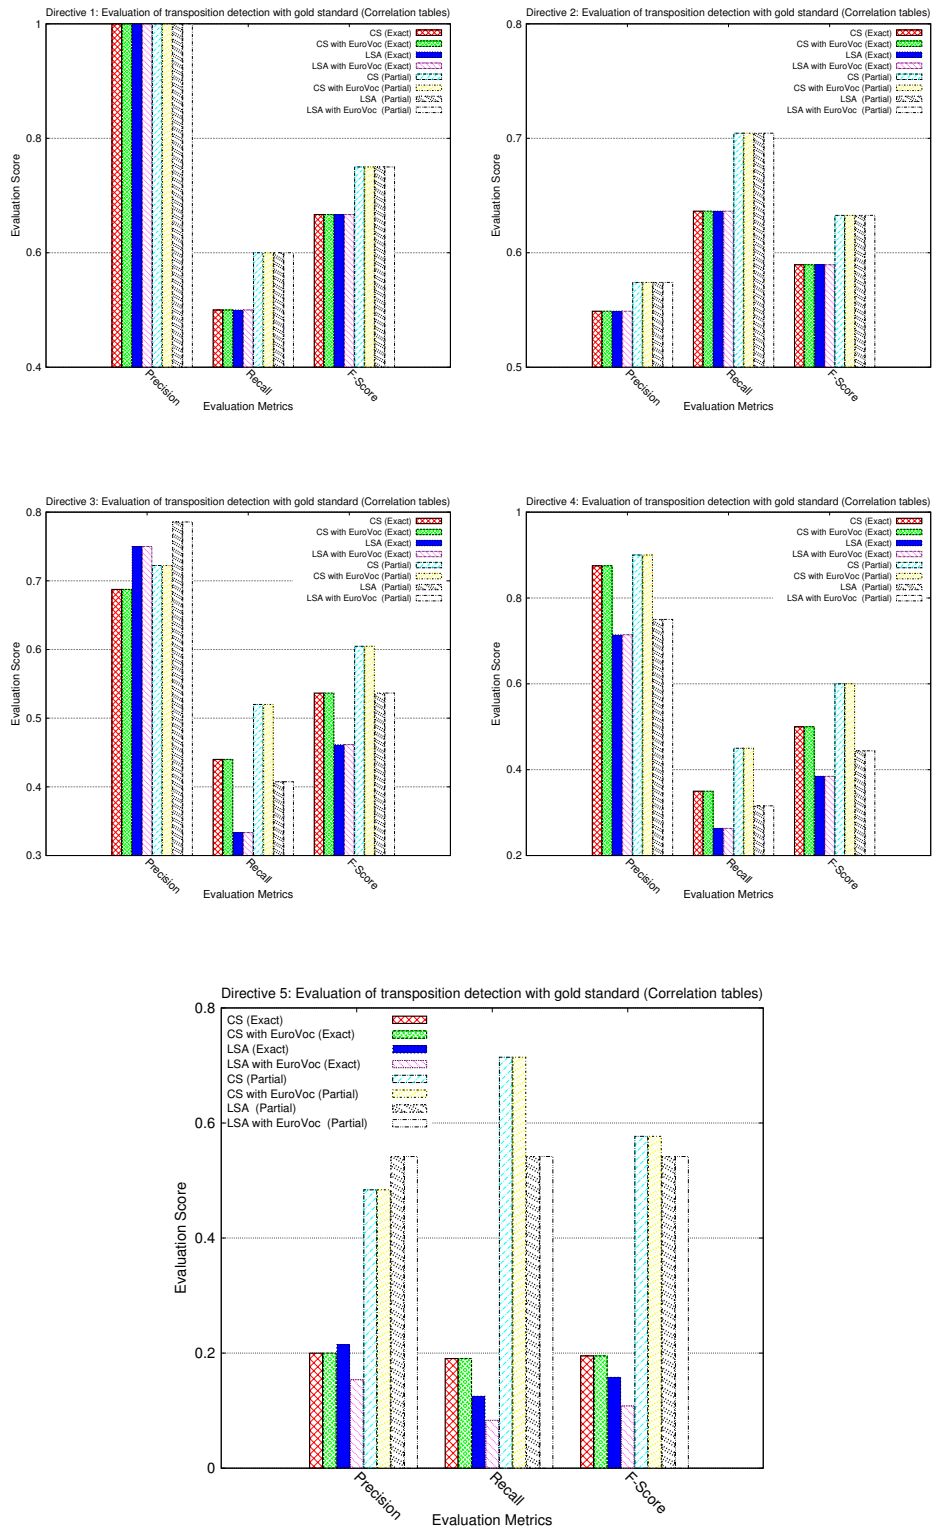 Directive 1: Evaluation of transposition detection with gold standard (Correlation tables)
1
0.8
0.6
0.4
Evaluation Score
CS (Exact)
CS with EuroVoc (Exact)
LSA (Exact)
LSA with EuroVoc (Exact)
CS (Partial)
CS with EuroVoc (Partial)
LSA (Partial)
LSA with EuroVoc (Partial)
Precision
Recall
F-Score
Evaluation Metrics
Directive 2: Evaluation of transposition detection with gold standard (Correlation tables)
0.8
0.7
0.6
0.5
Evaluation Score
CS (Exact)
CS with EuroVoc (Exact)
LSA (Exact)
LSA with EuroVoc (Exact)
CS (Partial)
CS with EuroVoc (Partial)
LSA (Partial)
LSA with EuroVoc (Partial)
Precision
Recall
F-Score
Evaluation Metrics
Directive 3: Evaluation of transposition detection with gold standard (Correlation tables)
0.8
0.7
0.6
0.5
0.4
0.3
Evaluation Score
CS (Exact)
CS with EuroVoc (Exact)
LSA (Exact)
LSA with EuroVoc (Exact)
CS (Partial)
CS with EuroVoc (Partial)
LSA (Partial)
LSA with EuroVoc (Partial)
Precision
Recall
F-Score
Evaluation Metrics
Directive 4: Evaluation of transposition detection with gold standard (Correlation tables)
1
0.8
0.6
0.4
0.2
Evaluation Score
CS (Exact)
CS with EuroVoc (Exact)
LSA (Exact)
LSA with EuroVoc (Exact)
CS (Partial)
CS with EuroVoc (Partial)
LSA (Partial)
LSA with EuroVoc (Partial)
Precision
Recall
F-Score
Evaluation Metrics
Directive 5: Evaluation of transposition detection with gold standard (Correlation tables)
0.8
0.6
0.4
0.2
0
Evaluation Score
CS (Exact)
CS with EuroVoc (Exact)
LSA (Exact)
LSA with EuroVoc (Exact)
CS (Partial)
CS with EuroVoc (Partial)
LSA (Partial)
LSA with EuroVoc (Partial)
Precision
Recall
F-Score
Evaluation Metrics